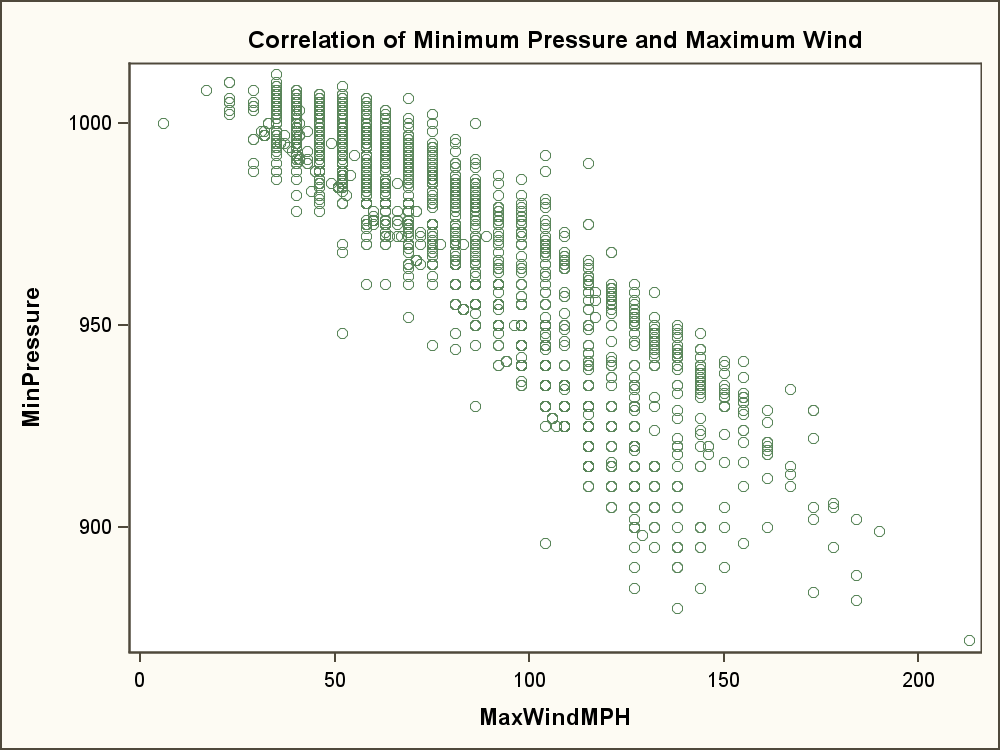 Correlation of Minimum Pressure and Maximum Wind
1000
950
900
MinPressure
0 50 100 150 200
MaxWindMPH